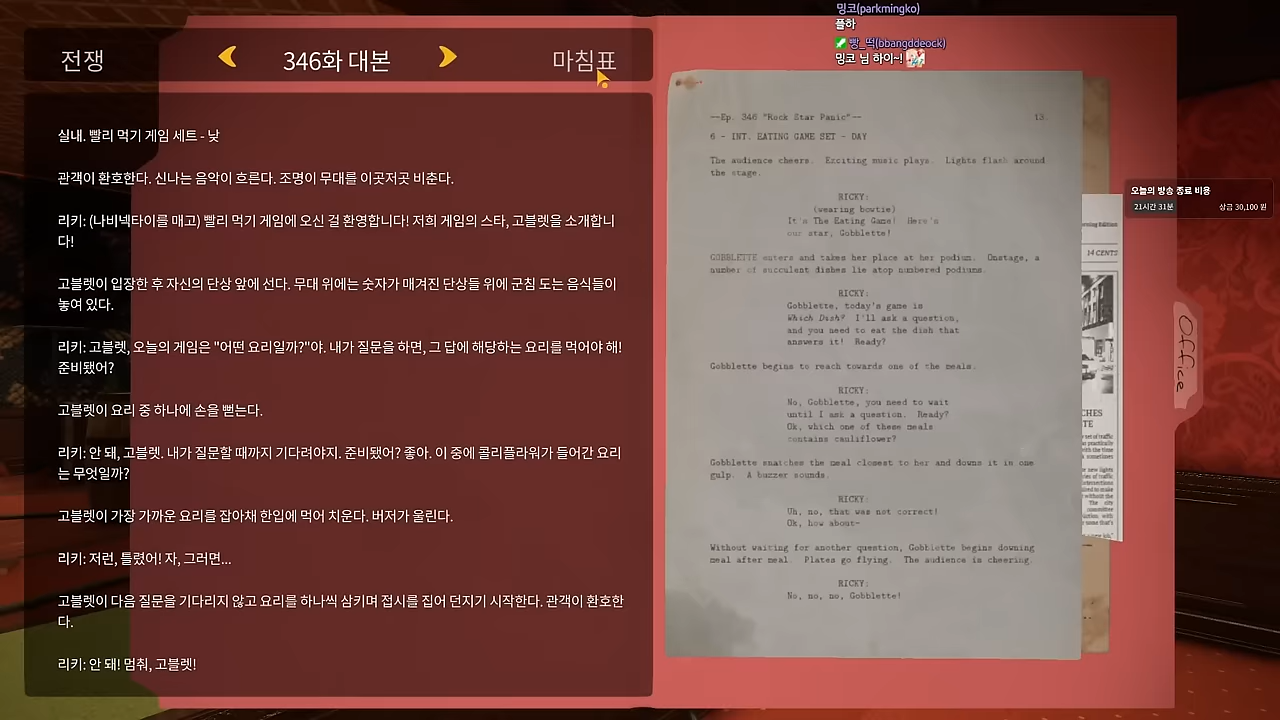 밍코(parkmingko)
플하
빵_떡(bbangddeock)
밍코 님 하이~!
전쟁
346화 대본
마침표
실내. 빨리 먹기 게임 세트 - 낮
관객이 환호한다. 신나는 음악이 흐른다. 조명이 무대를 이곳저곳 비춘다.
리키: (나비넥타이를 매고) 빨리 먹기 게임에 오신 걸 환영합니다! 저희 게임의 스타, 고블렛을 소개합니
다!
고블렛이 입장한 후 자신의 단상 앞에 선다. 무대 위에는 숫자가 매겨진 단상들 위에 군침 도는 음식들이
놓여 있다.
리키: 고블렛, 오늘의 게임은 "어떤 요리일까?"야. 내가 질문을 하면, 그 답에 해당하는 요리를 먹어야 해!
준비됐어?
고블렛이 요리 중 하나에 손을 뻗는다.
리키: 안 돼, 고블렛. 내가 질문할 때까지 기다려야지. 준비됐어? 좋아. 이 중에 콜리플라워가 들어간 요리
는 무엇일까?
고블렛이 가장 가까운 요리를 잡아채 한입에 먹어 치운다. 버저가 울린다.
리키: 저런, 틀렸어! 자, 그러면...
고블렛이 다음 질문을 기다리지 않고 요리를 하나씩 삼키며 접시를 집어 던지기 시작한다. 관객이 환호한
다.
리키: 안 돼! 멈춰, 고블렛!
--Ep. 346 "Rock Star Panic"-- 13.
6 - INT. EATING GAME SET - DAY
The audience cheers. Exciting music plays. Lights flash around
the stage.
RICKY:
(wearing bowtie)
It's The Eating Game! Here's
our star, Gobblette!
GOBBLETTE enters and takes her place at her podium. Onstage, a
number of succulent dishes lie atop numbered podiums.
RICKY:
Gobblette, today's game is
Which Dish? I'll ask a question,
and you need to eat the dish that
answers it! Ready?
Gobblette begins to reach towards one of the meals.
RICKY:
No, Gobblette, you need to wait
until I ask a question. Ready?
Ok, which one of these meals
contains cauliflower?
Gobblette snatches the meal closest to her and downs it in one
gulp. A buzzer sounds.
RICKY:
Uh, no, that was not correct!
Ok, how about-
Without waiting for another question, Gobblette begins downing
meal after meal. Plates go flying. The audience is cheering.
RICKY:
No, no, no, Gobblette!
오늘의 방송 종료 비용
21시간 31분 상금 30,100 원
14 CENTS
Office